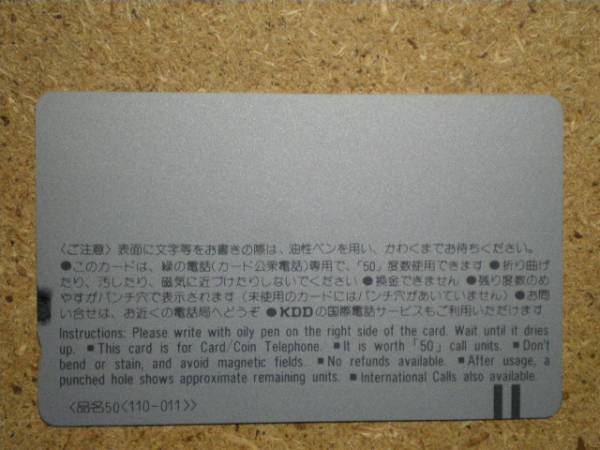 〈ご注意〉表面に文字等をお書きの際は、油性ペンを用い、かわくまでお待ちください。
●このカードは、緑の電話(カード公衆電話)専用で、「50」度数使用できます●折り曲げ
たり、汚したり、磁気に近づけたりしないでください●換金できません●残り度数のめ
やすがパンチ穴で表示されます(未使用のカードにはパンチ穴があいていません)●お問
い合せは、お近くの電話局へどうぞ●KDDの国際電話サービスもご利用いただけます
Instructions: Please write with oily pen on the right side of the card. Wait until it dries
up. ■This card is for Card/Coin Telephone. ■It is worth「50」call units. ■Don't
bend or stain, and avoid magnetic fields. ■No refunds available. ■After usage, a
punched hole shows approximate remaining units. ■International Calls also available.
〈品名50〈110-011〉〉